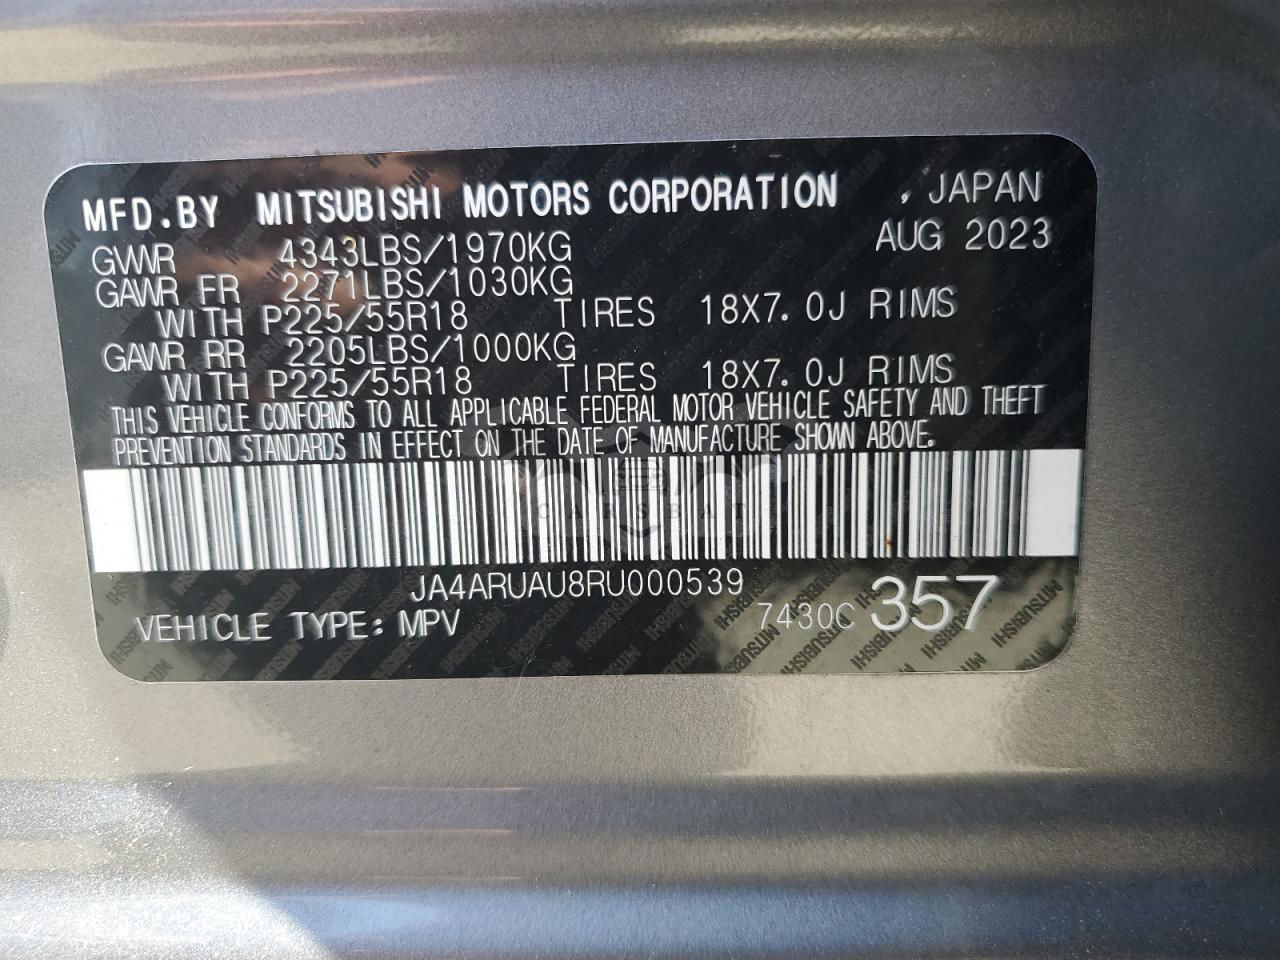 MFD.BY MITSUBISHI MOTORS CORPORATION , JAPAN
AUG 2023
GVWR 4343LBS/1970KG
GAWR FR 2271LBS/1030KG
WITH P225/55R18 TIRES 18X7.0J RIMS
GAWR RR 2205LBS/1000KG
WITH P225/55R18 TIRES 18X7.0J RIMS
THIS VEHICLE CONFORMS TO ALL APPLICABLE FEDERAL MOTOR VEHICLE SAFETY AND THEFT
PREVENTION STANDARDS IN EFFECT ON THE DATE OF MANUFACTURE SHOWN ABOVE.
CARSBAT
JA4ARUAU8RU000539
VEHICLE TYPE: MPV 7430C 357